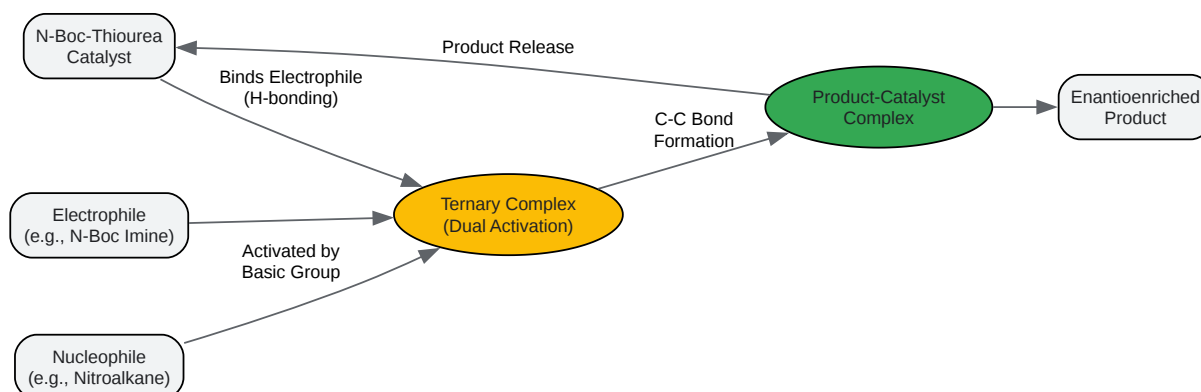 N-Boc-Thiourea
Catalyst
Product Release
Binds Electrophile
(H-bonding)
Product-Catalyst
Complex
Enantioenriched
Product
C-C Bond
Formation
Electrophile
(e.g., N-Boc Imine)
Ternary Complex
(Dual Activation)
Activated by
Basic Group
Nucleophile
(e.g., Nitroalkane)